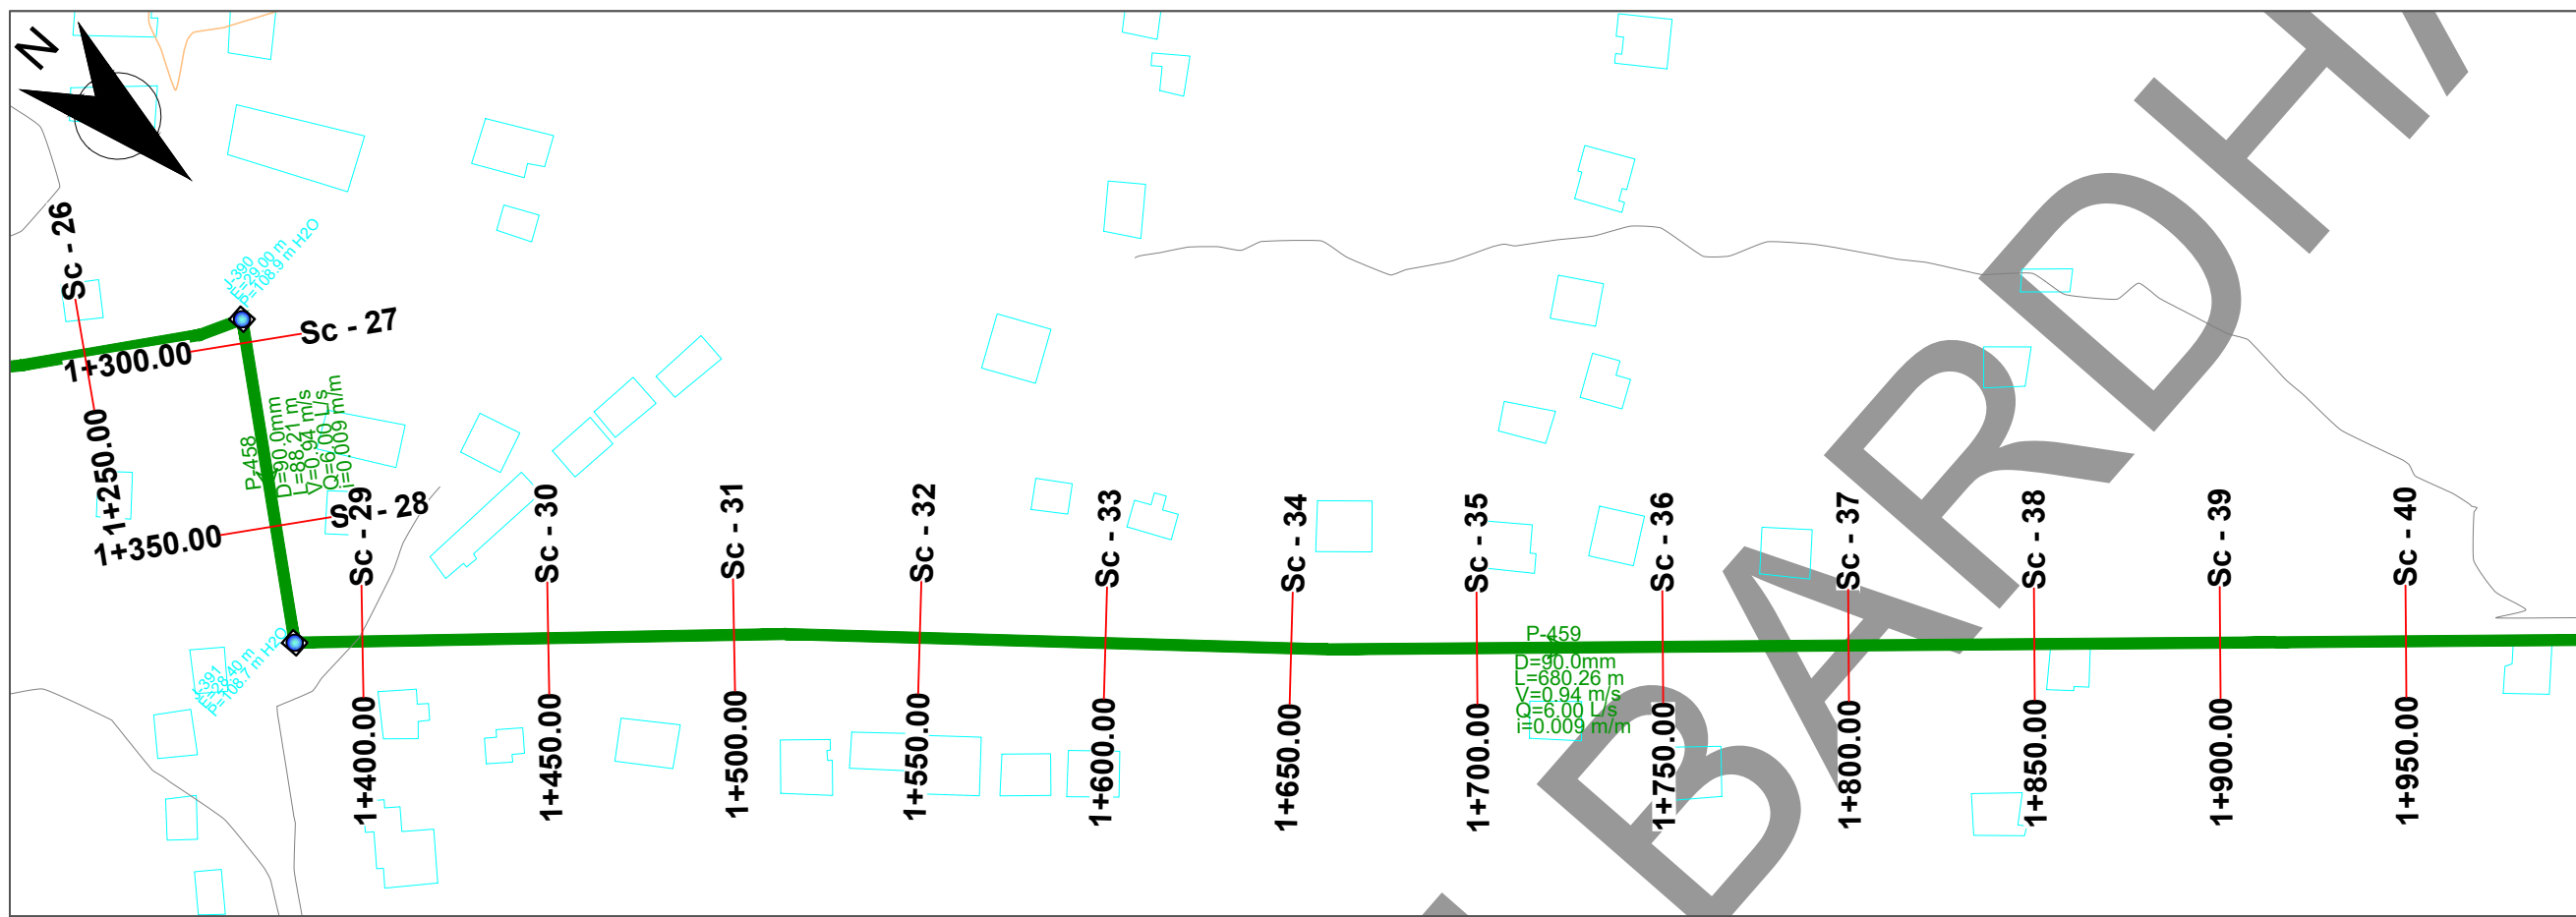 N
Sc - 26
1+250.00
J-390
E=29.00 m
P=108.9 m H2O
Sc - 27
1+300.00
P-458
D=90.0mm
L=88.21 m
V=0.94 m/s
Q=6.00 L/s
i=0.009 m/m
Sc - 28
1+350.00
J-391
E=28.40 m
P=108.7 m H2O
Sc - 29
Sc - 30
Sc - 31
Sc - 32
Sc - 33
Sc - 34
Sc - 35
Sc - 36
Sc - 37
Sc - 38
Sc - 39
Sc - 40
P-459
D=90.0mm
L=680.26 m
V=0.94 m/s
Q=6.00 L/s
i=0.009 m/m
1+400.00
1+450.00
1+500.00
1+550.00
1+600.00
1+650.00
1+700.00
1+750.00
1+800.00
1+850.00
1+900.00
1+950.00
BARDH